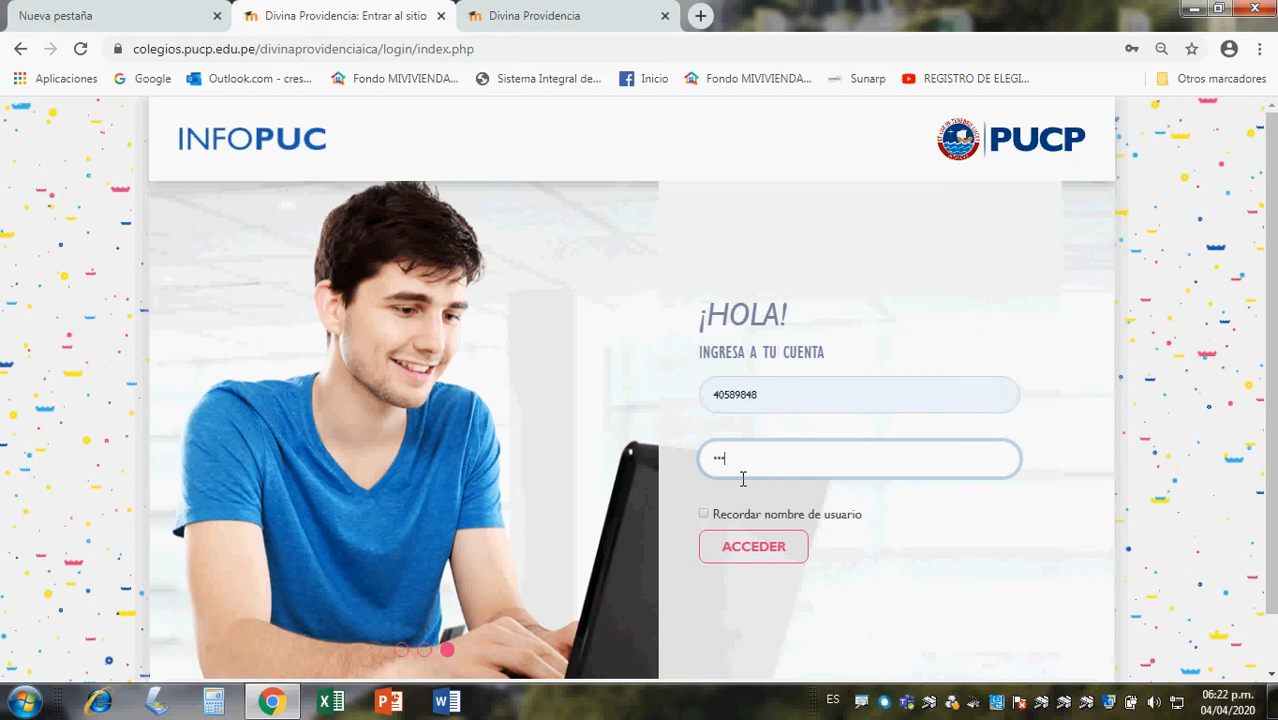 Nueva pestaña
Divina Providencia: Entrar al sitio
Divina Providencia
colegios.pucp.edu.pe/divinaprovidenciaica/login/index.php
Aplicaciones
Google
Outlook.com - cres...
Fondo MIVIVIENDA...
Sistema Integral de...
Inicio
Fondo MIVIVIENDA...
Sunarp
REGISTRO DE ELEGI...
Otros marcadores
INFOPUC
PUCP
¡HOLA!
INGRESA A TU CUENTA
40589848
•••
Recordar nombre de usuario
ACCEDER
ES
06:22 p.m.
04/04/2020